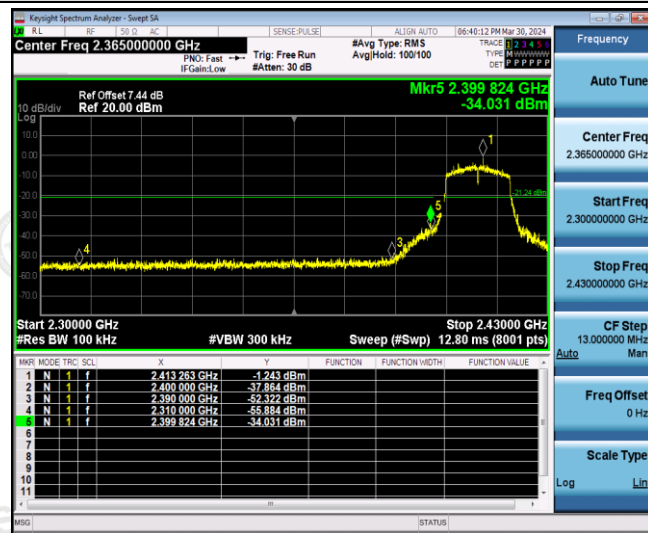 Keysight Spectrum Analyzer - Swept SA
RL RF 50 Ω AC SENSE:PULSE ALIGN AUTO 06:40:12 PM Mar 30, 2024
Center Freq 2.365000000 GHz
PNO: Fast
IFGain:Low
Trig: Free Run
#Atten: 30 dB
#Avg Type: RMS
Avg|Hold: 100/100
TRACE 1 2 3 4 5 6
TYPE M W W W W W
DET P P P P P P
Ref Offset 7.44 dB
Ref 20.00 dBm
10 dB/div
Log
Mkr5 2.399 824 GHz
-34.031 dBm
10.0
0.00
-10.0
-20.0
-30.0
-40.0
-50.0
-60.0
-70.0
1
-21.24 dBm
5
3
4
Start 2.30000 GHz
Stop 2.43000 GHz
#Res BW 100 kHz
#VBW 300 kHz
Sweep (#Swp) 12.80 ms (8001 pts)
MKR MODE TRC SCL X Y FUNCTION FUNCTION WIDTH FUNCTION VALUE
1 N 1 f 2.413 263 GHz -1.243 dBm
2 N 1 f 2.400 000 GHz -37.864 dBm
3 N 1 f 2.390 000 GHz -52.322 dBm
4 N 1 f 2.310 000 GHz -55.884 dBm
5 N 1 f 2.399 824 GHz -34.031 dBm
6
7
8
9
10
11
MSG
STATUS
Frequency
Auto Tune
Center Freq
2.365000000 GHz
Start Freq
2.300000000 GHz
Stop Freq
2.430000000 GHz
CF Step
13.000000 MHz
Auto Man
Freq Offset
0 Hz
Scale Type
Log Lin